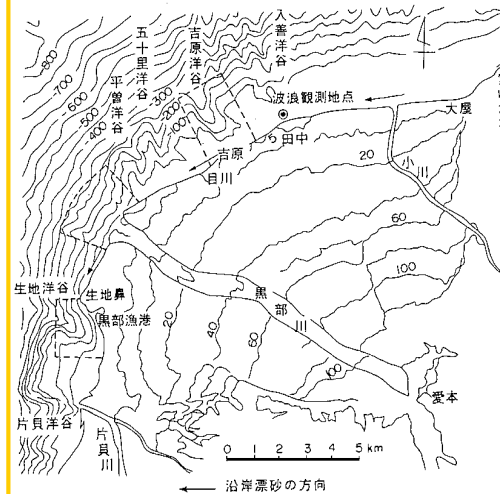 入善洋谷
吉原洋谷
五十里洋谷
平曽洋谷
-800
-700
-600
-500
-400
-300
-200
-100
波浪観測地点
大屋
田中
吉原
目川
小川
20
60
100
生地洋谷
生地鼻
黒部漁港
黒部川
20
40
60
100
愛本
片貝洋谷
片貝川
0 1 2 3 4 5 km
沿岸漂砂の方向